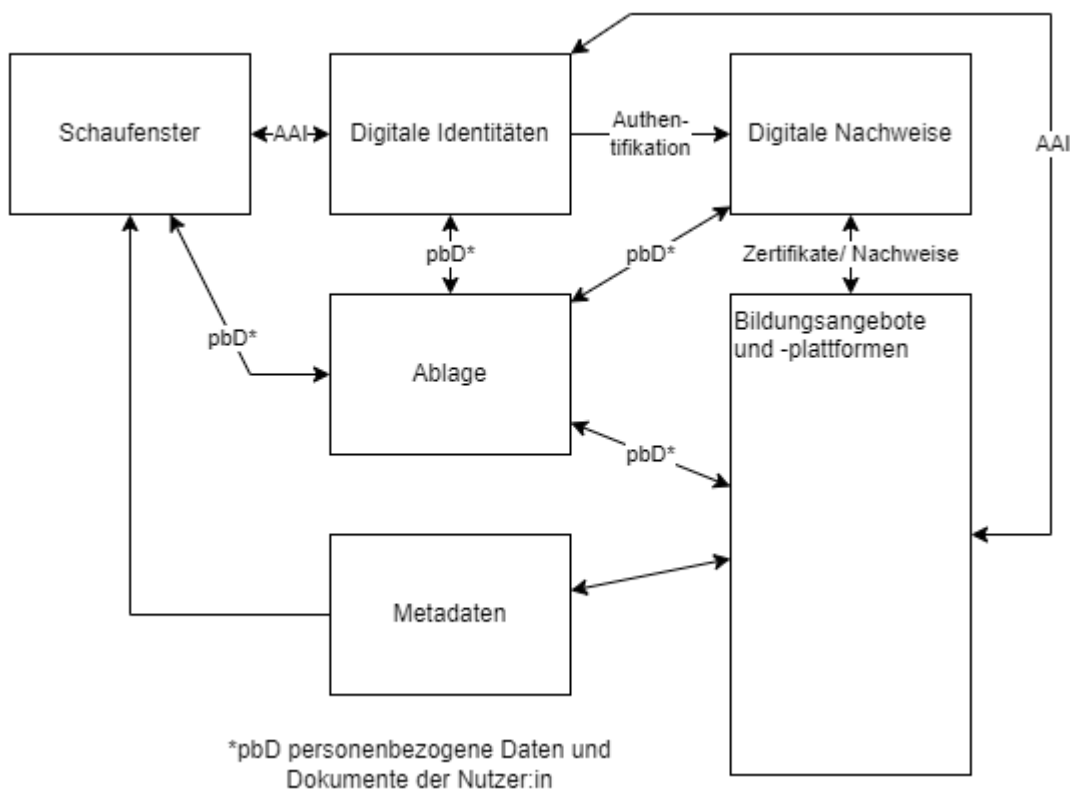 Schaufenster
AAI
Digitale Identitäten
Authen-
tifikation
Digitale Nachweise
AAI
pbD*
pbD*
Zertifikate/ Nachweise
pbD*
Ablage
Bildungsangebote
und -plattformen
pbD*
Metadaten
*pbD personenbezogene Daten und
Dokumente der Nutzer:in